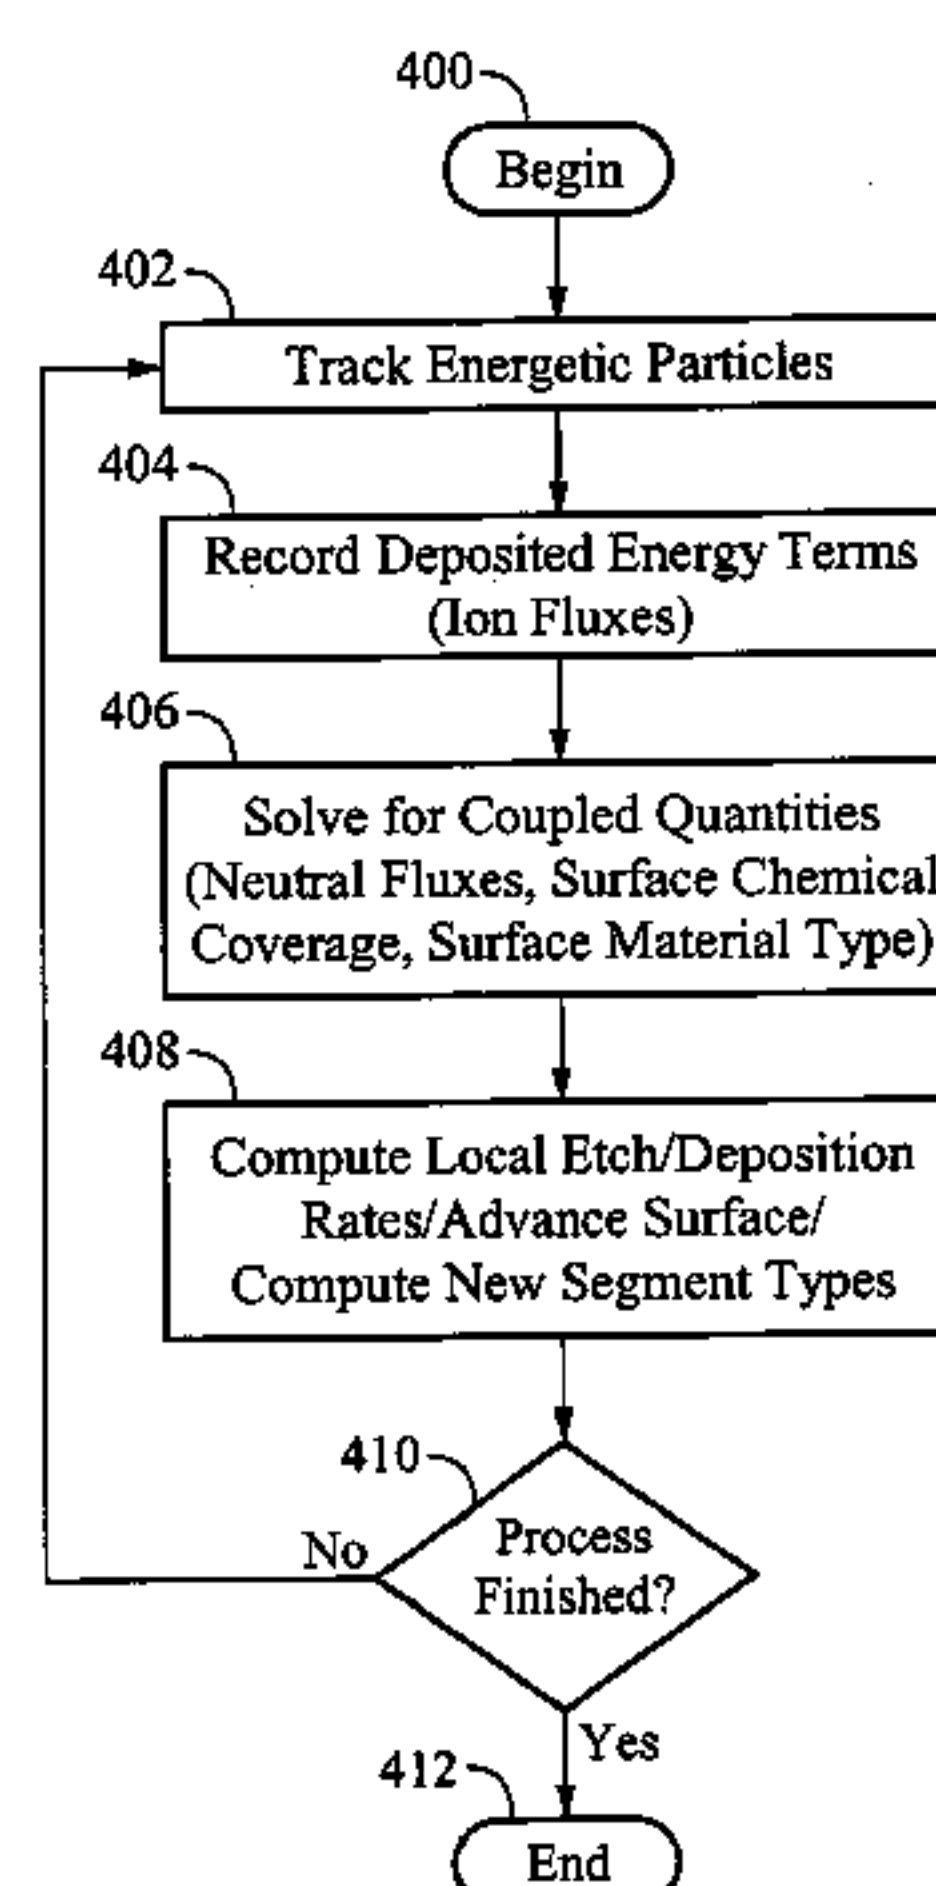 400
Begin
402
Track Energetic Particles
404
Record Deposited Energy Terms
(Ion Fluxes)
406
Solve for Coupled Quantities
(Neutral Fluxes, Surface Chemical
Coverage, Surface Material Type)
408
Compute Local Etch/Deposition
Rates/Advance Surface/
Compute New Segment Types
410
Process
Finished?
No
Yes
412
End